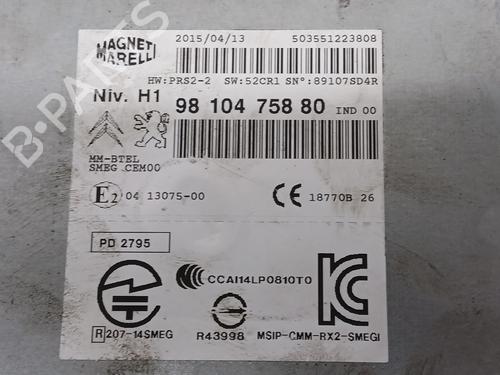 MAGNETI MARELLI
2015/04/13 503551223808
HW:PRS2-2 SW:52CR1 SN°:89107SD4R
Niv. H1 98 104 758 80 IND 00
MM-BTEL
SMEG CEM00
E2 04 13075-00 CE 18770B 26
PD 2795
CCAI14LP0810T0
R 207-14SMEG R43998 MSIP-CMM-RX2-SMEGI
B-PARTS